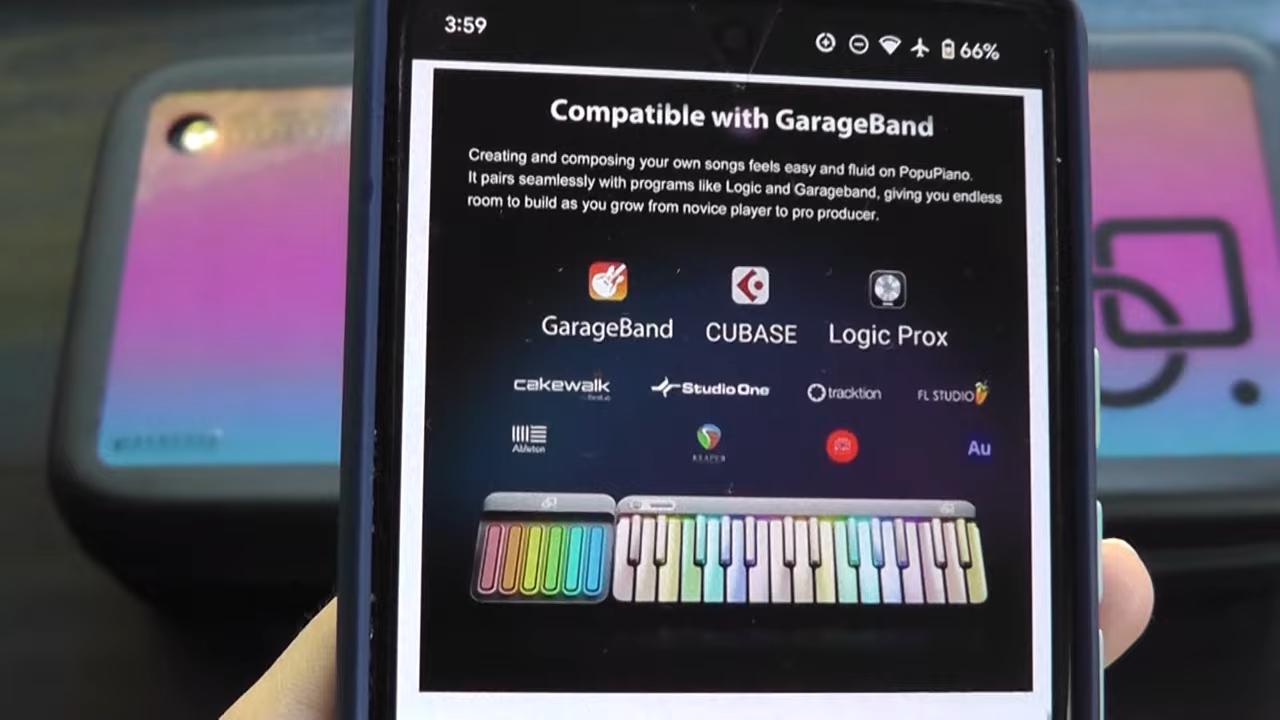 3:59
66%
Compatible with GarageBand
Creating and composing your own songs feels easy and fluid on PopuPiano.
It pairs seamlessly with programs like Logic and Garageband, giving you endless
room to build as you grow from novice player to pro producer.
GarageBand CUBASE Logic Prox
cakewalk StudioOne tracktion FL STUDIO
Ableton REAPER Au